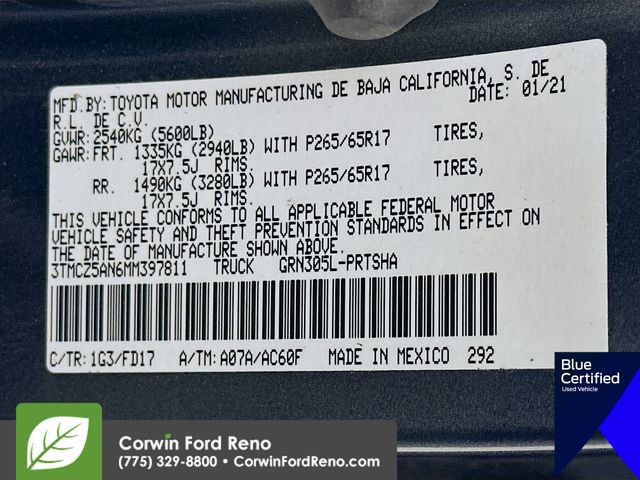 MFD.BY:TOYOTA MOTOR MANUFACTURING DE BAJA CALIFORNIA, S. DE
R.L. DE C.V. DATE: 01/21
GVWR:2540KG (5600LB)
GAWR:FRT. 1335KG (2940LB) WITH P265/65R17 TIRES,
17X7.5J RIMS.
RR. 1490KG (3280LB) WITH P265/65R17 TIRES,
17X7.5J RIMS.
THIS VEHICLE CONFORMS TO ALL APPLICABLE FEDERAL MOTOR
VEHICLE SAFETY AND THEFT PREVENTION STANDARDS IN EFFECT ON
THE DATE OF MANUFACTURE SHOWN ABOVE.
3TMCZ5AN6MM397811 TRUCK GRN305L-PRTSHA
C/TR:1G3/FD17 A/TM:A07A/AC60F MADE IN MEXICO 292
Blue
Certified
Used Vehicle
Corwin Ford Reno
(775) 329-8800 • CorwinFordReno.com